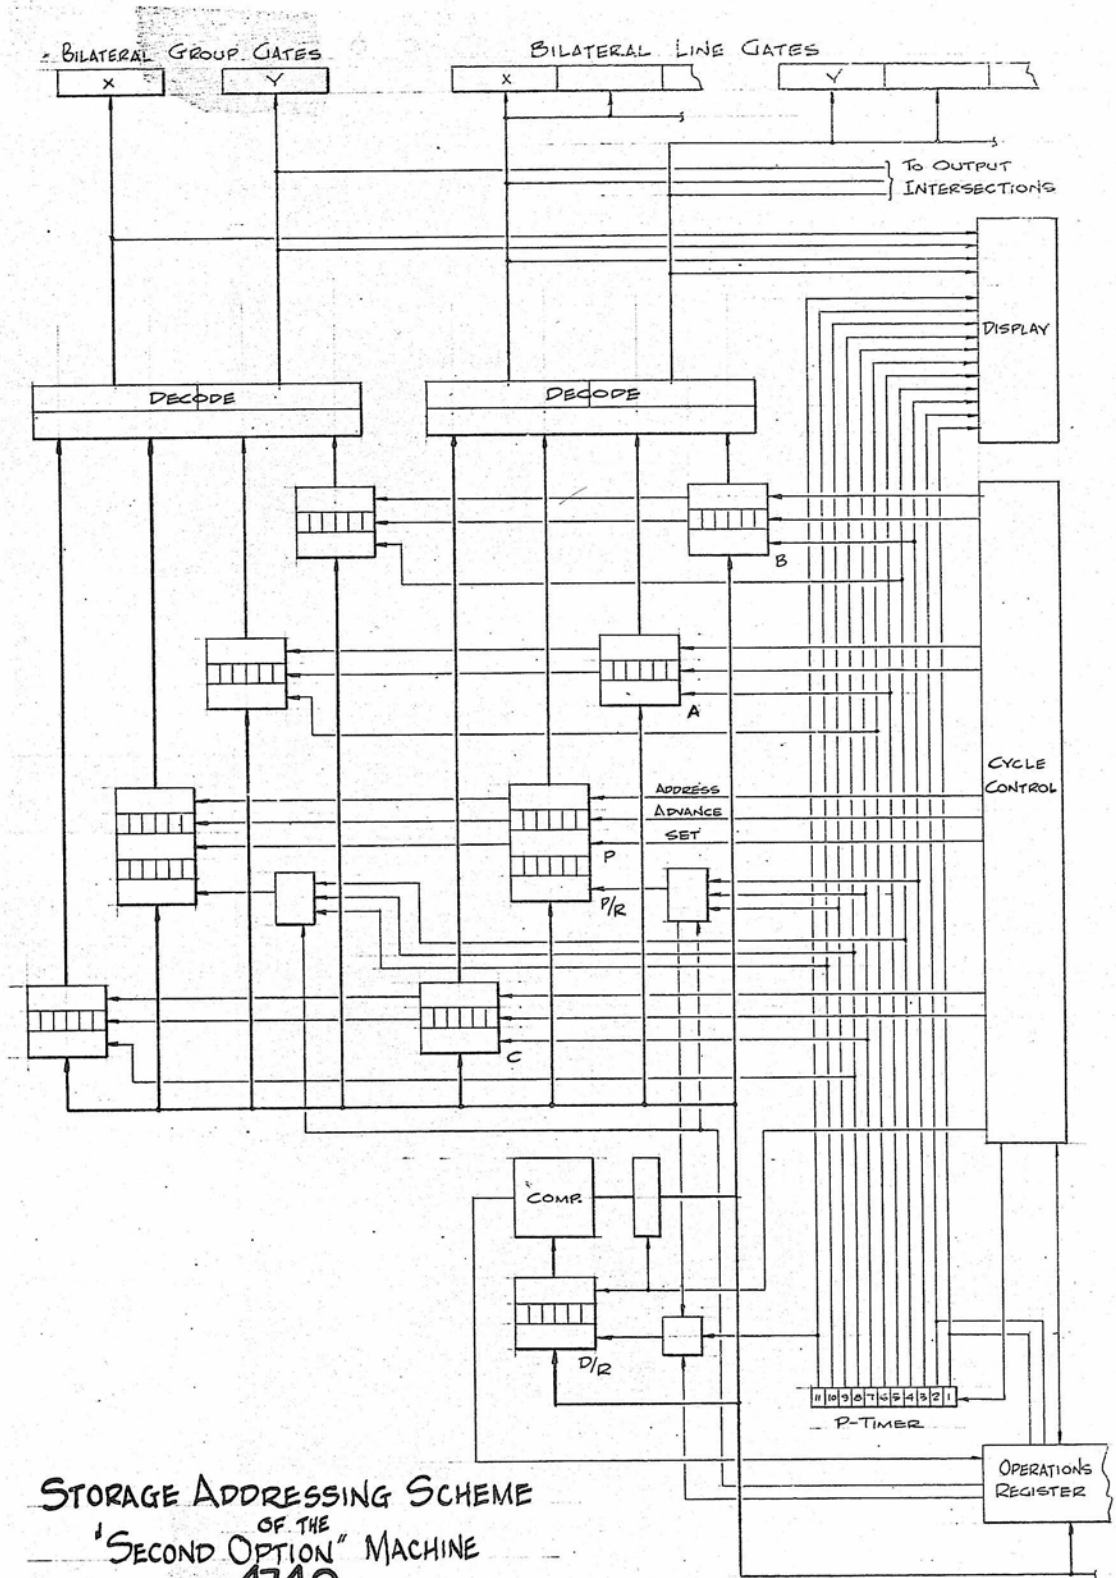 BILATERAL GROUP GATES
BILATERAL LINE GATES
X
Y
X
Y
TO OUTPUT
INTERSECTIONS
DISPLAY
DECODE
DECODE
B
A
CYCLE
CONTROL
ADDRESS
ADVANCE
SET
P
P/R
C
COMP.
D/R
11 10 9 8 7 6 5 4 3 2 1
P-TIMER
OPERATIONS
REGISTER
STORAGE ADDRESSING SCHEME
OF THE
"SECOND OPTION" MACHINE